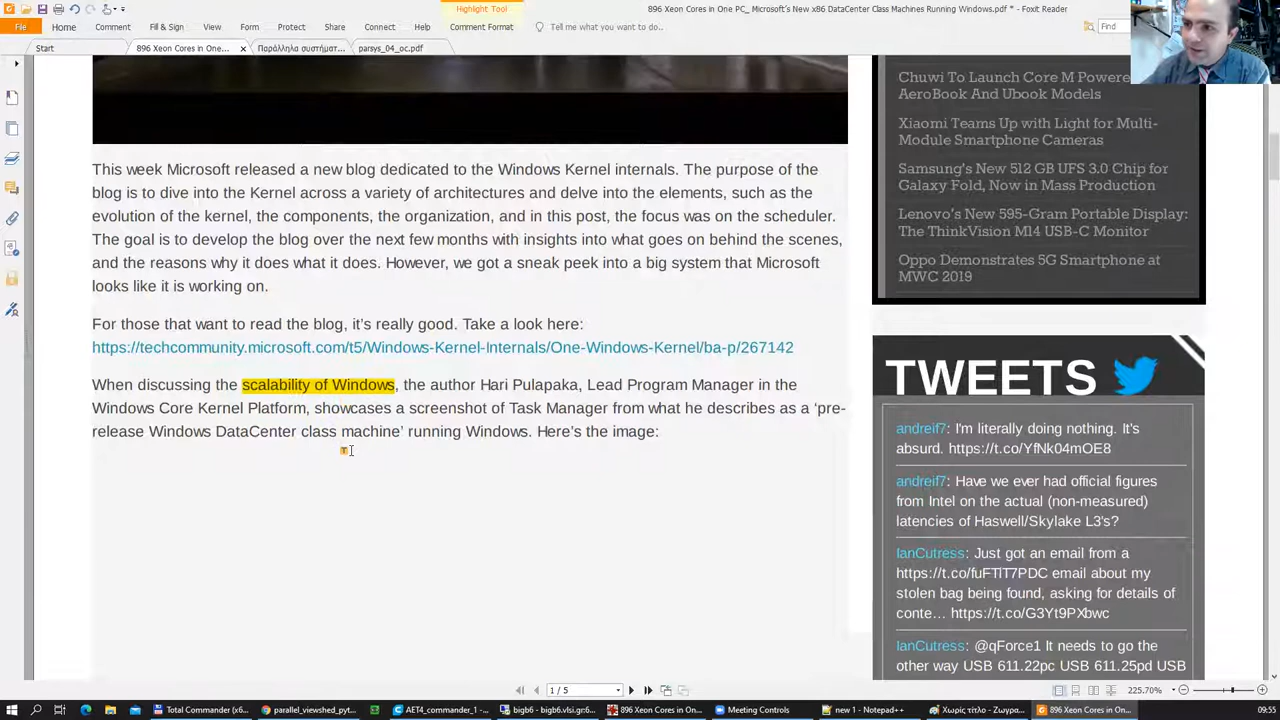 Highlight Tool
896 Xeon Cores in One PC_ Microsoft's New x86 DataCenter Class Machines Running Windows.pdf * - Foxit Reader
File
Home
Comment
Fill & Sign
View
Form
Protect
Share
Connect
Help
Comment Format
Tell me what you want to do..
Find
Start
896 Xeon Cores in One...
Παράλληλα συστήματ...
parsys_04_oc.pdf
This week Microsoft released a new blog dedicated to the Windows Kernel internals. The purpose of the
blog is to dive into the Kernel across a variety of architectures and delve into the elements, such as the
evolution of the kernel, the components, the organization, and in this post, the focus was on the scheduler.
The goal is to develop the blog over the next few months with insights into what goes on behind the scenes,
and the reasons why it does what it does. However, we got a sneak peek into a big system that Microsoft
looks like it is working on.
For those that want to read the blog, it's really good. Take a look here:
https://techcommunity.microsoft.com/t5/Windows-Kernel-Internals/One-Windows-Kernel/ba-p/267142
When discussing the scalability of Windows, the author Hari Pulapaka, Lead Program Manager in the
Windows Core Kernel Platform, showcases a screenshot of Task Manager from what he describes as a 'pre-
release Windows DataCenter class machine' running Windows. Here's the image:
Chuwi To Launch Core M Powere
AeroBook And Ubook Models
Xiaomi Teams Up with Light for Multi-
Module Smartphone Cameras
Samsung's New 512 GB UFS 3.0 Chip for
Galaxy Fold, Now in Mass Production
Lenovo's New 595-Gram Portable Display:
The ThinkVision M14 USB-C Monitor
Oppo Demonstrates 5G Smartphone at
MWC 2019
TWEETS
andreif7: I'm literally doing nothing. It's
absurd. https://t.co/YfNk04mOE8
andreif7: Have we ever had official figures
from Intel on the actual (non-measured)
latencies of Haswell/Skylake L3's?
IanCutress: Just got an email from a
https://t.co/fuFTlT7PDC email about my
stolen bag being found, asking for details of
conte… https://t.co/G3Yt9PXbwc
IanCutress: @qForce1 It needs to go the
other way USB 611.22pc USB 611.25pd USB
1 / 5
225.70%
Total Commander (x6...
parallel_viewshed_pyt...
AET4_commander_1 -...
bigb6 - bigb6.vlsi.gr:6...
896 Xeon Cores in On...
Meeting Controls
new 1 - Notepad++
Χωρίς τίτλο - Ζωγρα...
896 Xeon Cores in On...
ENG
09:55